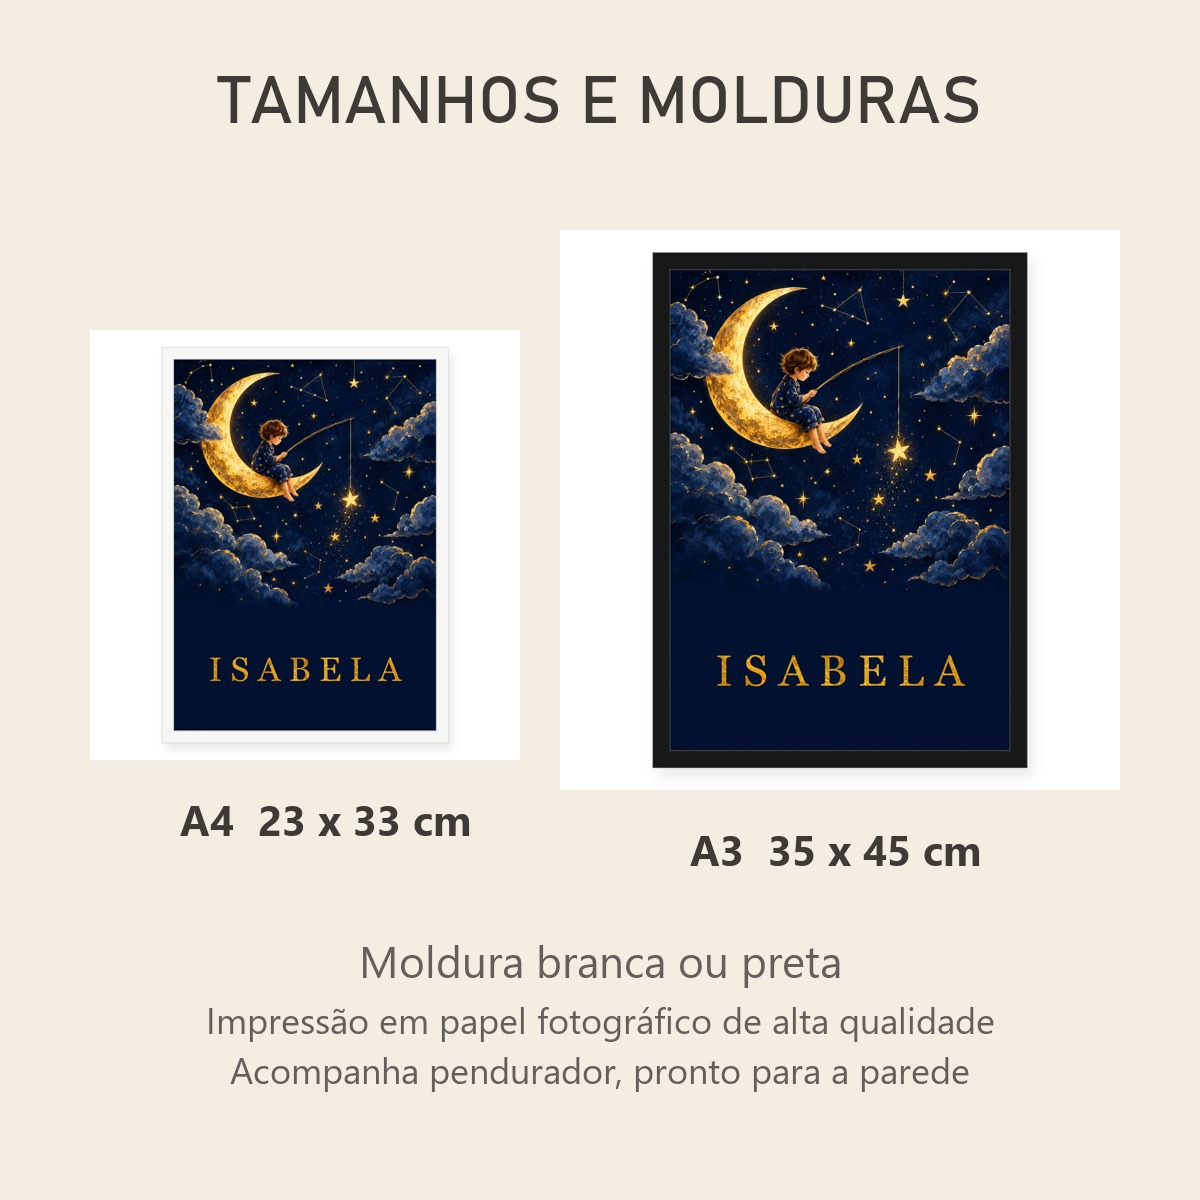 TAMANHOS E MOLDURAS
ISABELA
ISABELA
A4 23 x 33 cm
A3 35 x 45 cm
Moldura branca ou preta
Impressão em papel fotográfico de alta qualidade
Acompanha pendurador, pronto para a parede